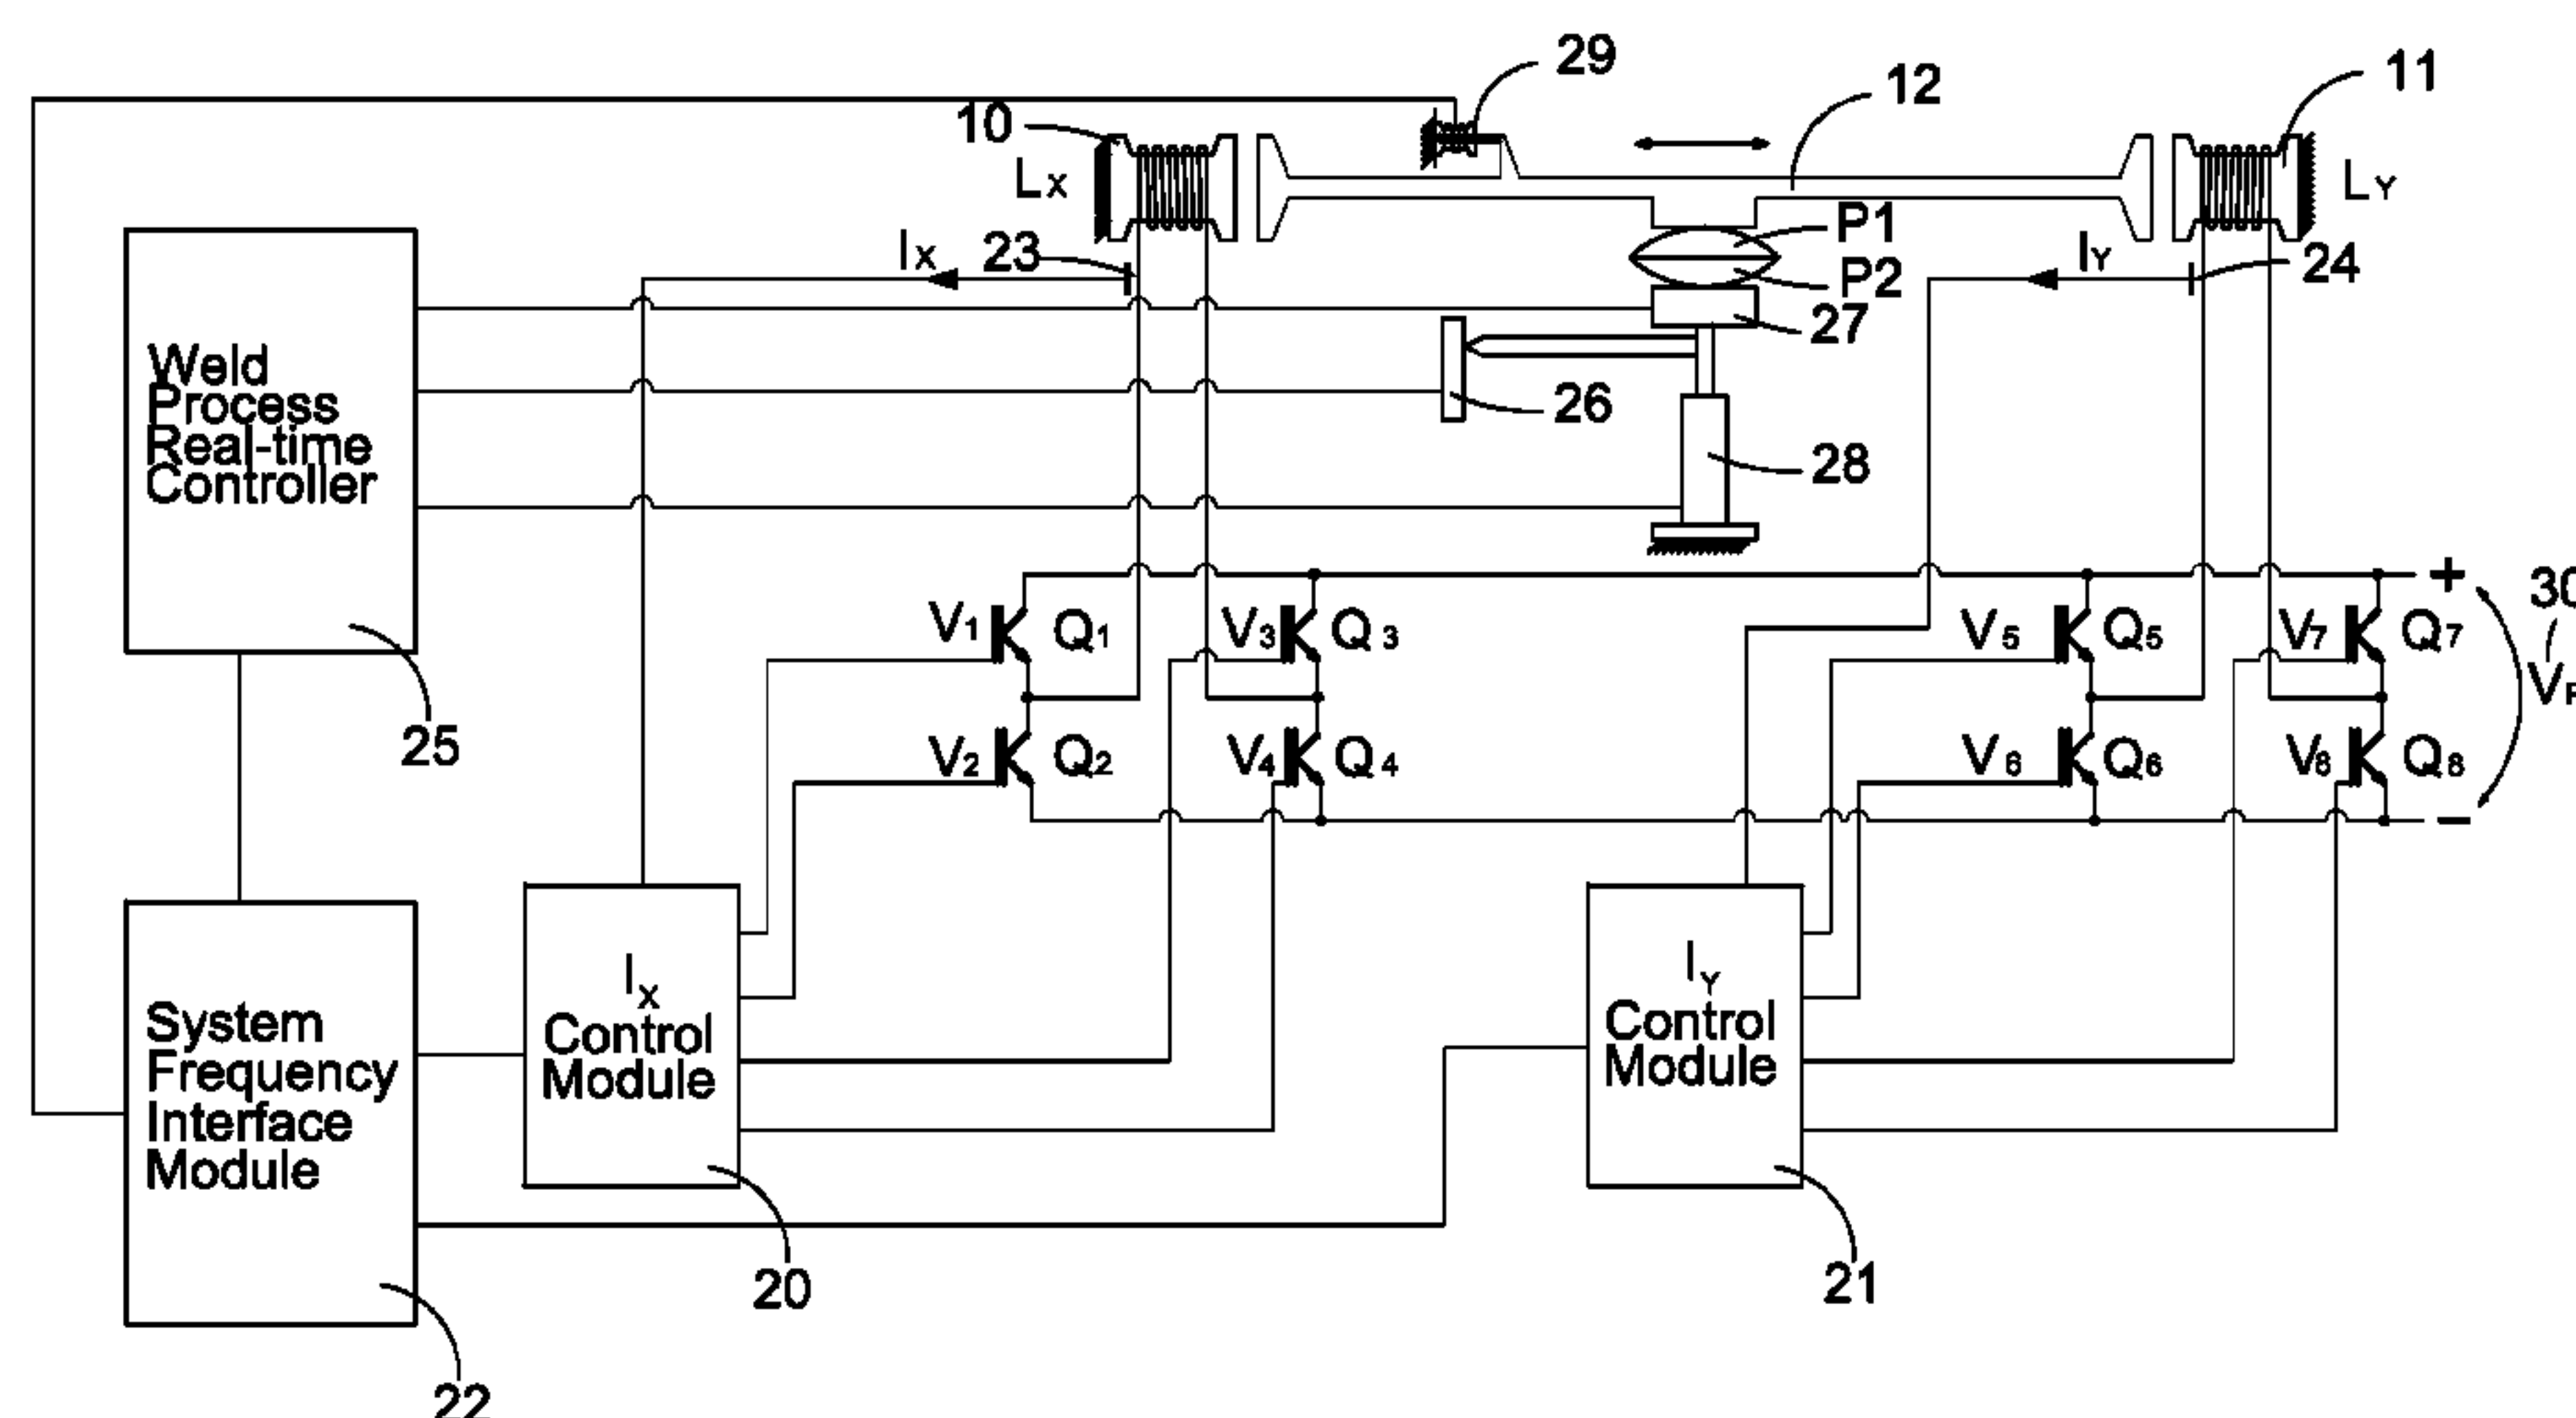 29
12
11
10
LX
LY
P1
IX
23
IY
24
P2
27
Weld
Process
Real-time
Controller
26
28
+
30
V1
Q1
V3
Q3
V5
Q5
V7
Q7
25
V2
Q2
V4
Q4
V6
Q6
V8
Q8
−
IX
Control
Module
IY
Control
Module
System
Frequency
Interface
Module
20
21
22